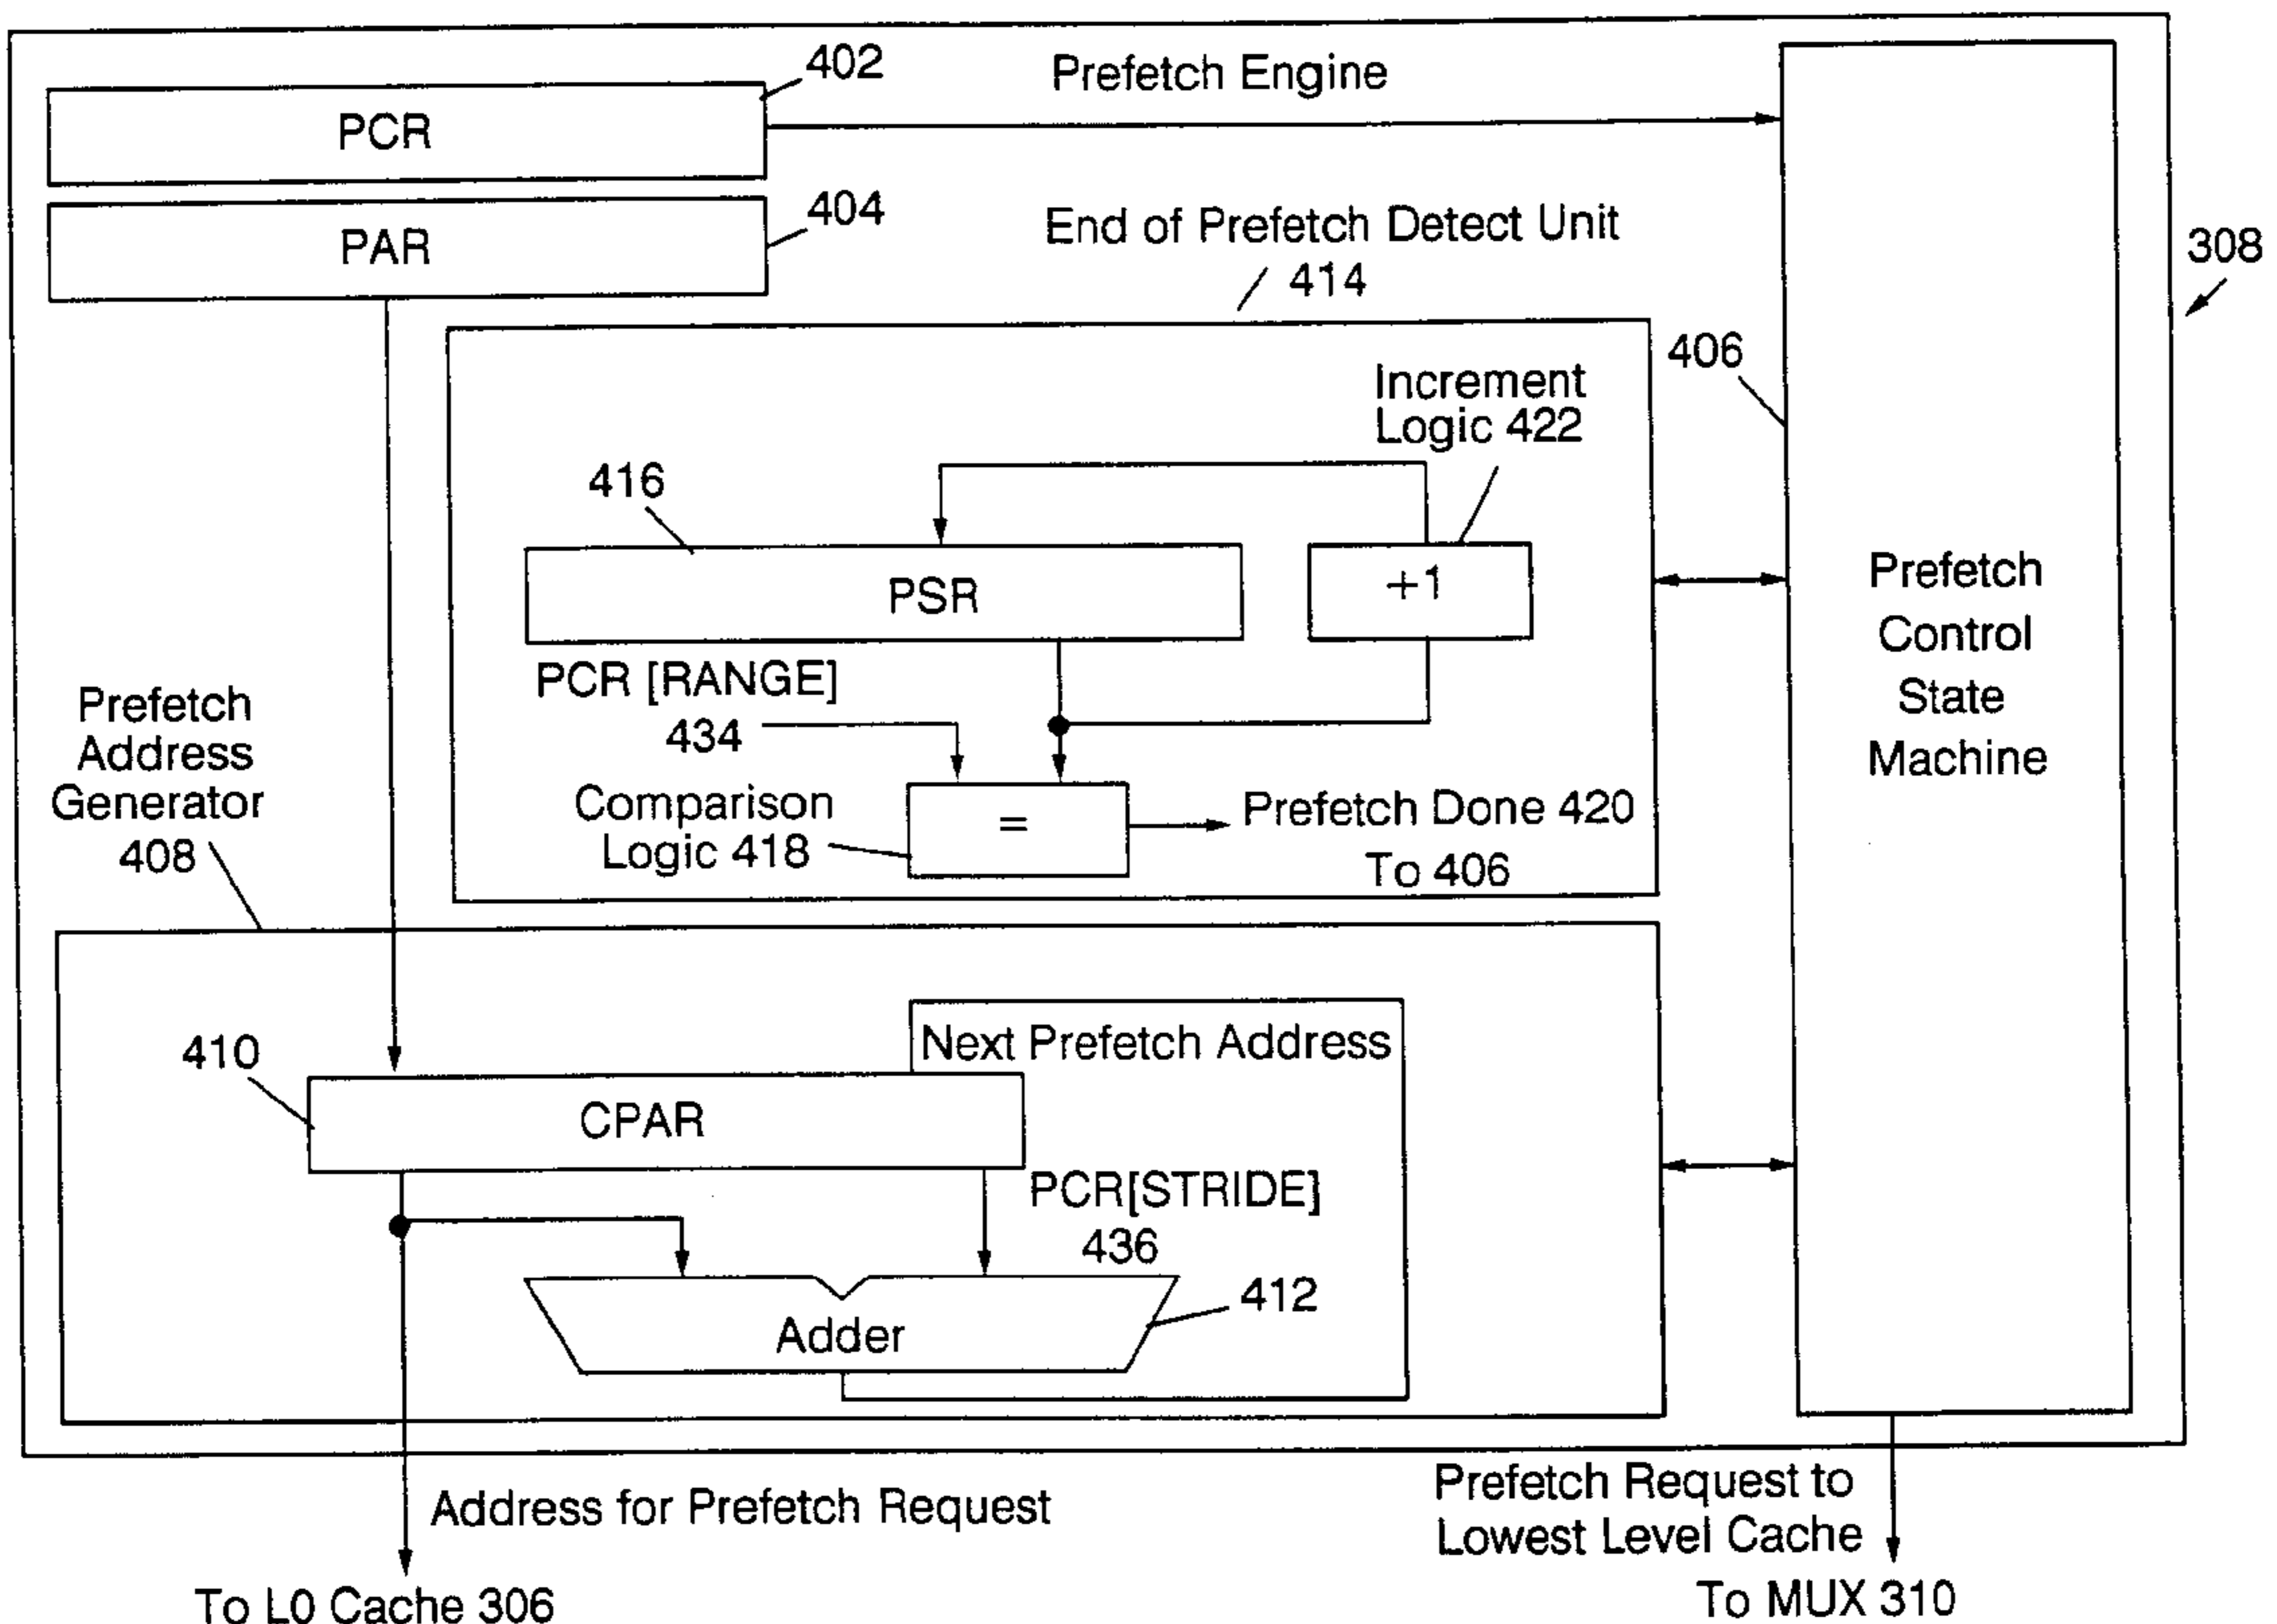 402
Prefetch Engine
PCR
404
PAR
End of Prefetch Detect Unit
414
308
406
Increment
Logic 422
416
PSR
+1
Prefetch
Control
State
Machine
PCR [RANGE]
434
Prefetch
Address
Generator
408
Comparison
Logic 418
=
Prefetch Done 420
To 406
Next Prefetch Address
410
CPAR
PCR[STRIDE]
436
412
Adder
Address for Prefetch Request
Prefetch Request to
Lowest Level Cache
To L0 Cache 306
To MUX 310